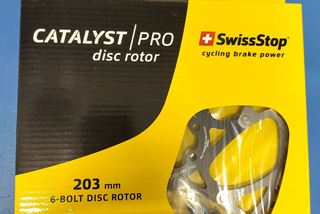 CATALYST | PRO
disc rotor
SwissStop®
cycling brake power
203 mm
6-BOLT DISC ROTOR